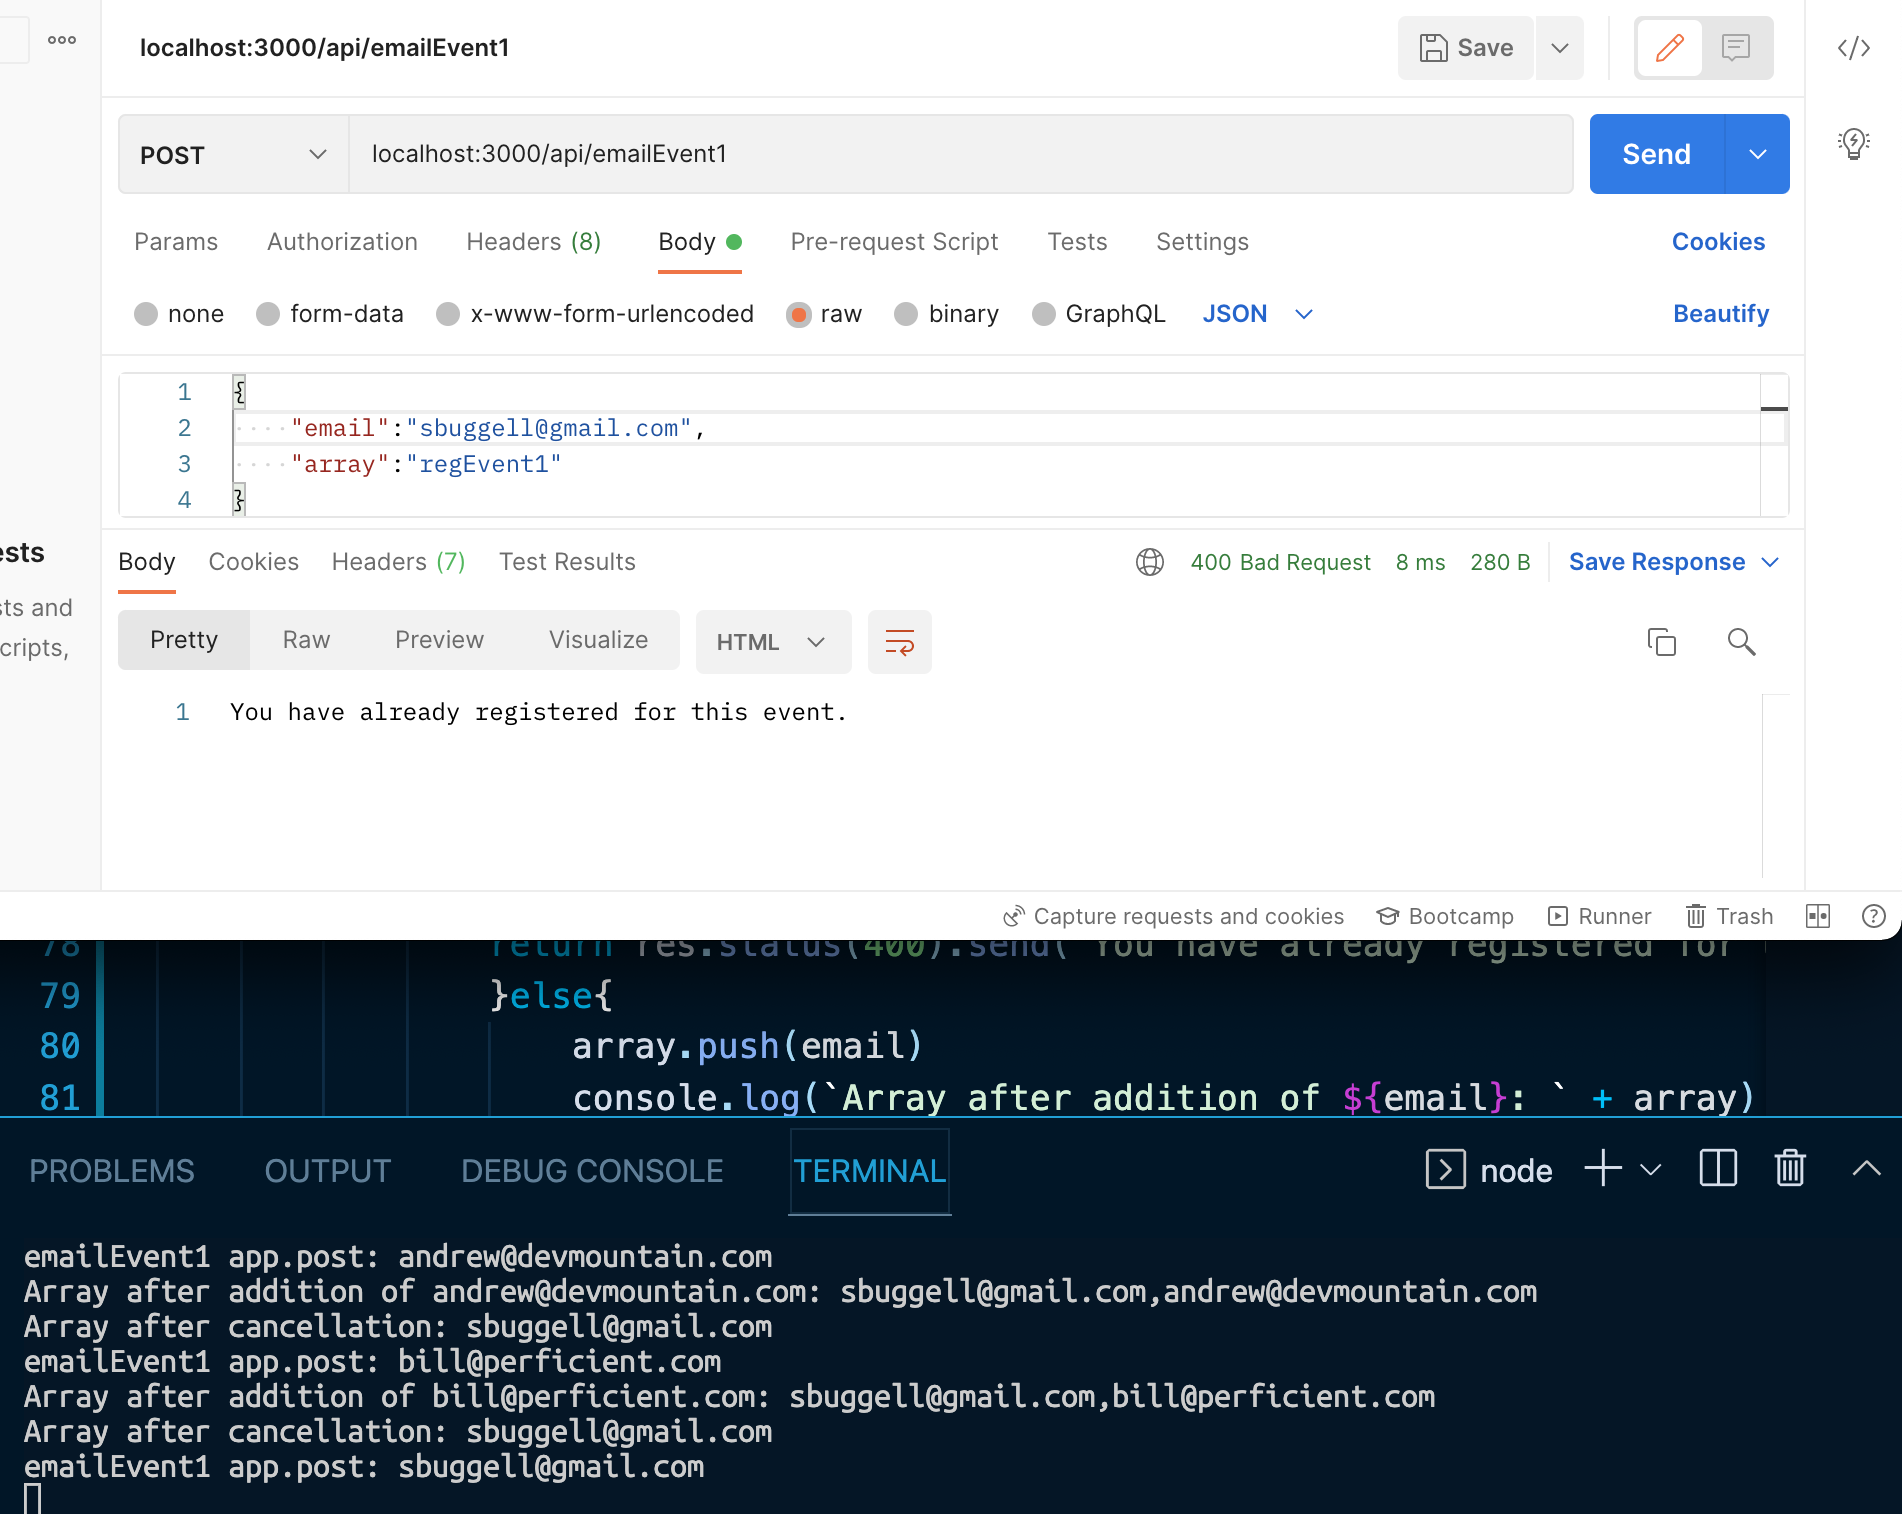 localhost:3000/api/emailEvent1
Save
POST
localhost:3000/api/emailEvent1
Send
Params Authorization Headers (8) Body Pre-request Script Tests Settings Cookies
none form-data x-www-form-urlencoded raw binary GraphQL JSON Beautify
1 {
2 "email":"sbuggell@gmail.com",
3 "array":"regEvent1"
4 }
ests
sts and
cripts,
Body Cookies Headers (7) Test Results 400 Bad Request 8 ms 280 B Save Response
Pretty Raw Preview Visualize HTML
1 You have already registered for this event.
Capture requests and cookies Bootcamp Runner Trash
78 return res.status(400).send( You have already registered for
79 }else{
80 array.push(email)
81 console.log(`Array after addition of ${email}: ` + array)
PROBLEMS OUTPUT DEBUG CONSOLE TERMINAL node
emailEvent1 app.post: andrew@devmountain.com
Array after addition of andrew@devmountain.com: sbuggell@gmail.com,andrew@devmountain.com
Array after cancellation: sbuggell@gmail.com
emailEvent1 app.post: bill@perficient.com
Array after addition of bill@perficient.com: sbuggell@gmail.com,bill@perficient.com
Array after cancellation: sbuggell@gmail.com
emailEvent1 app.post: sbuggell@gmail.com